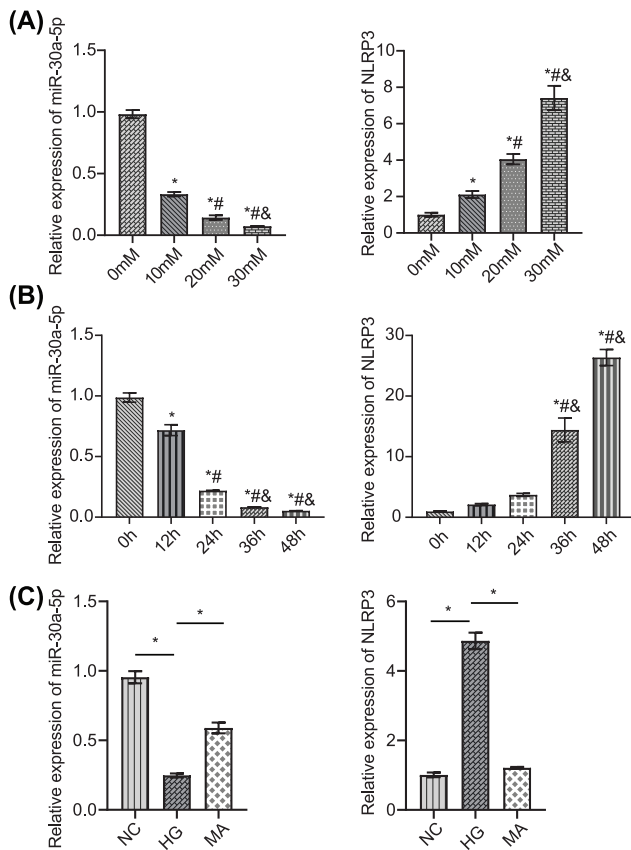 (A)
Relative expression of miR-30a-5p
1.5
1.0
0.5
0.0
*
*#
*#&
0mM
10mM
20mM
30mM
Relative expression of NLRP3
10
8
6
4
2
0
*
*#
*#&
0mM
10mM
20mM
30mM
(B)
Relative expression of miR-30a-5p
1.5
1.0
0.5
0.0
*
*#
*#&
*#&
0h
12h
24h
36h
48h
Relative expression of NLRP3
30
20
10
0
*#&
*#&
0h
12h
24h
36h
48h
(C)
Relative expression of miR-30a-5p
1.5
1.0
0.5
0.0
*
*
NC
HG
MA
Relative expression of NLRP3
6
4
2
0
*
*
NC
HG
MA